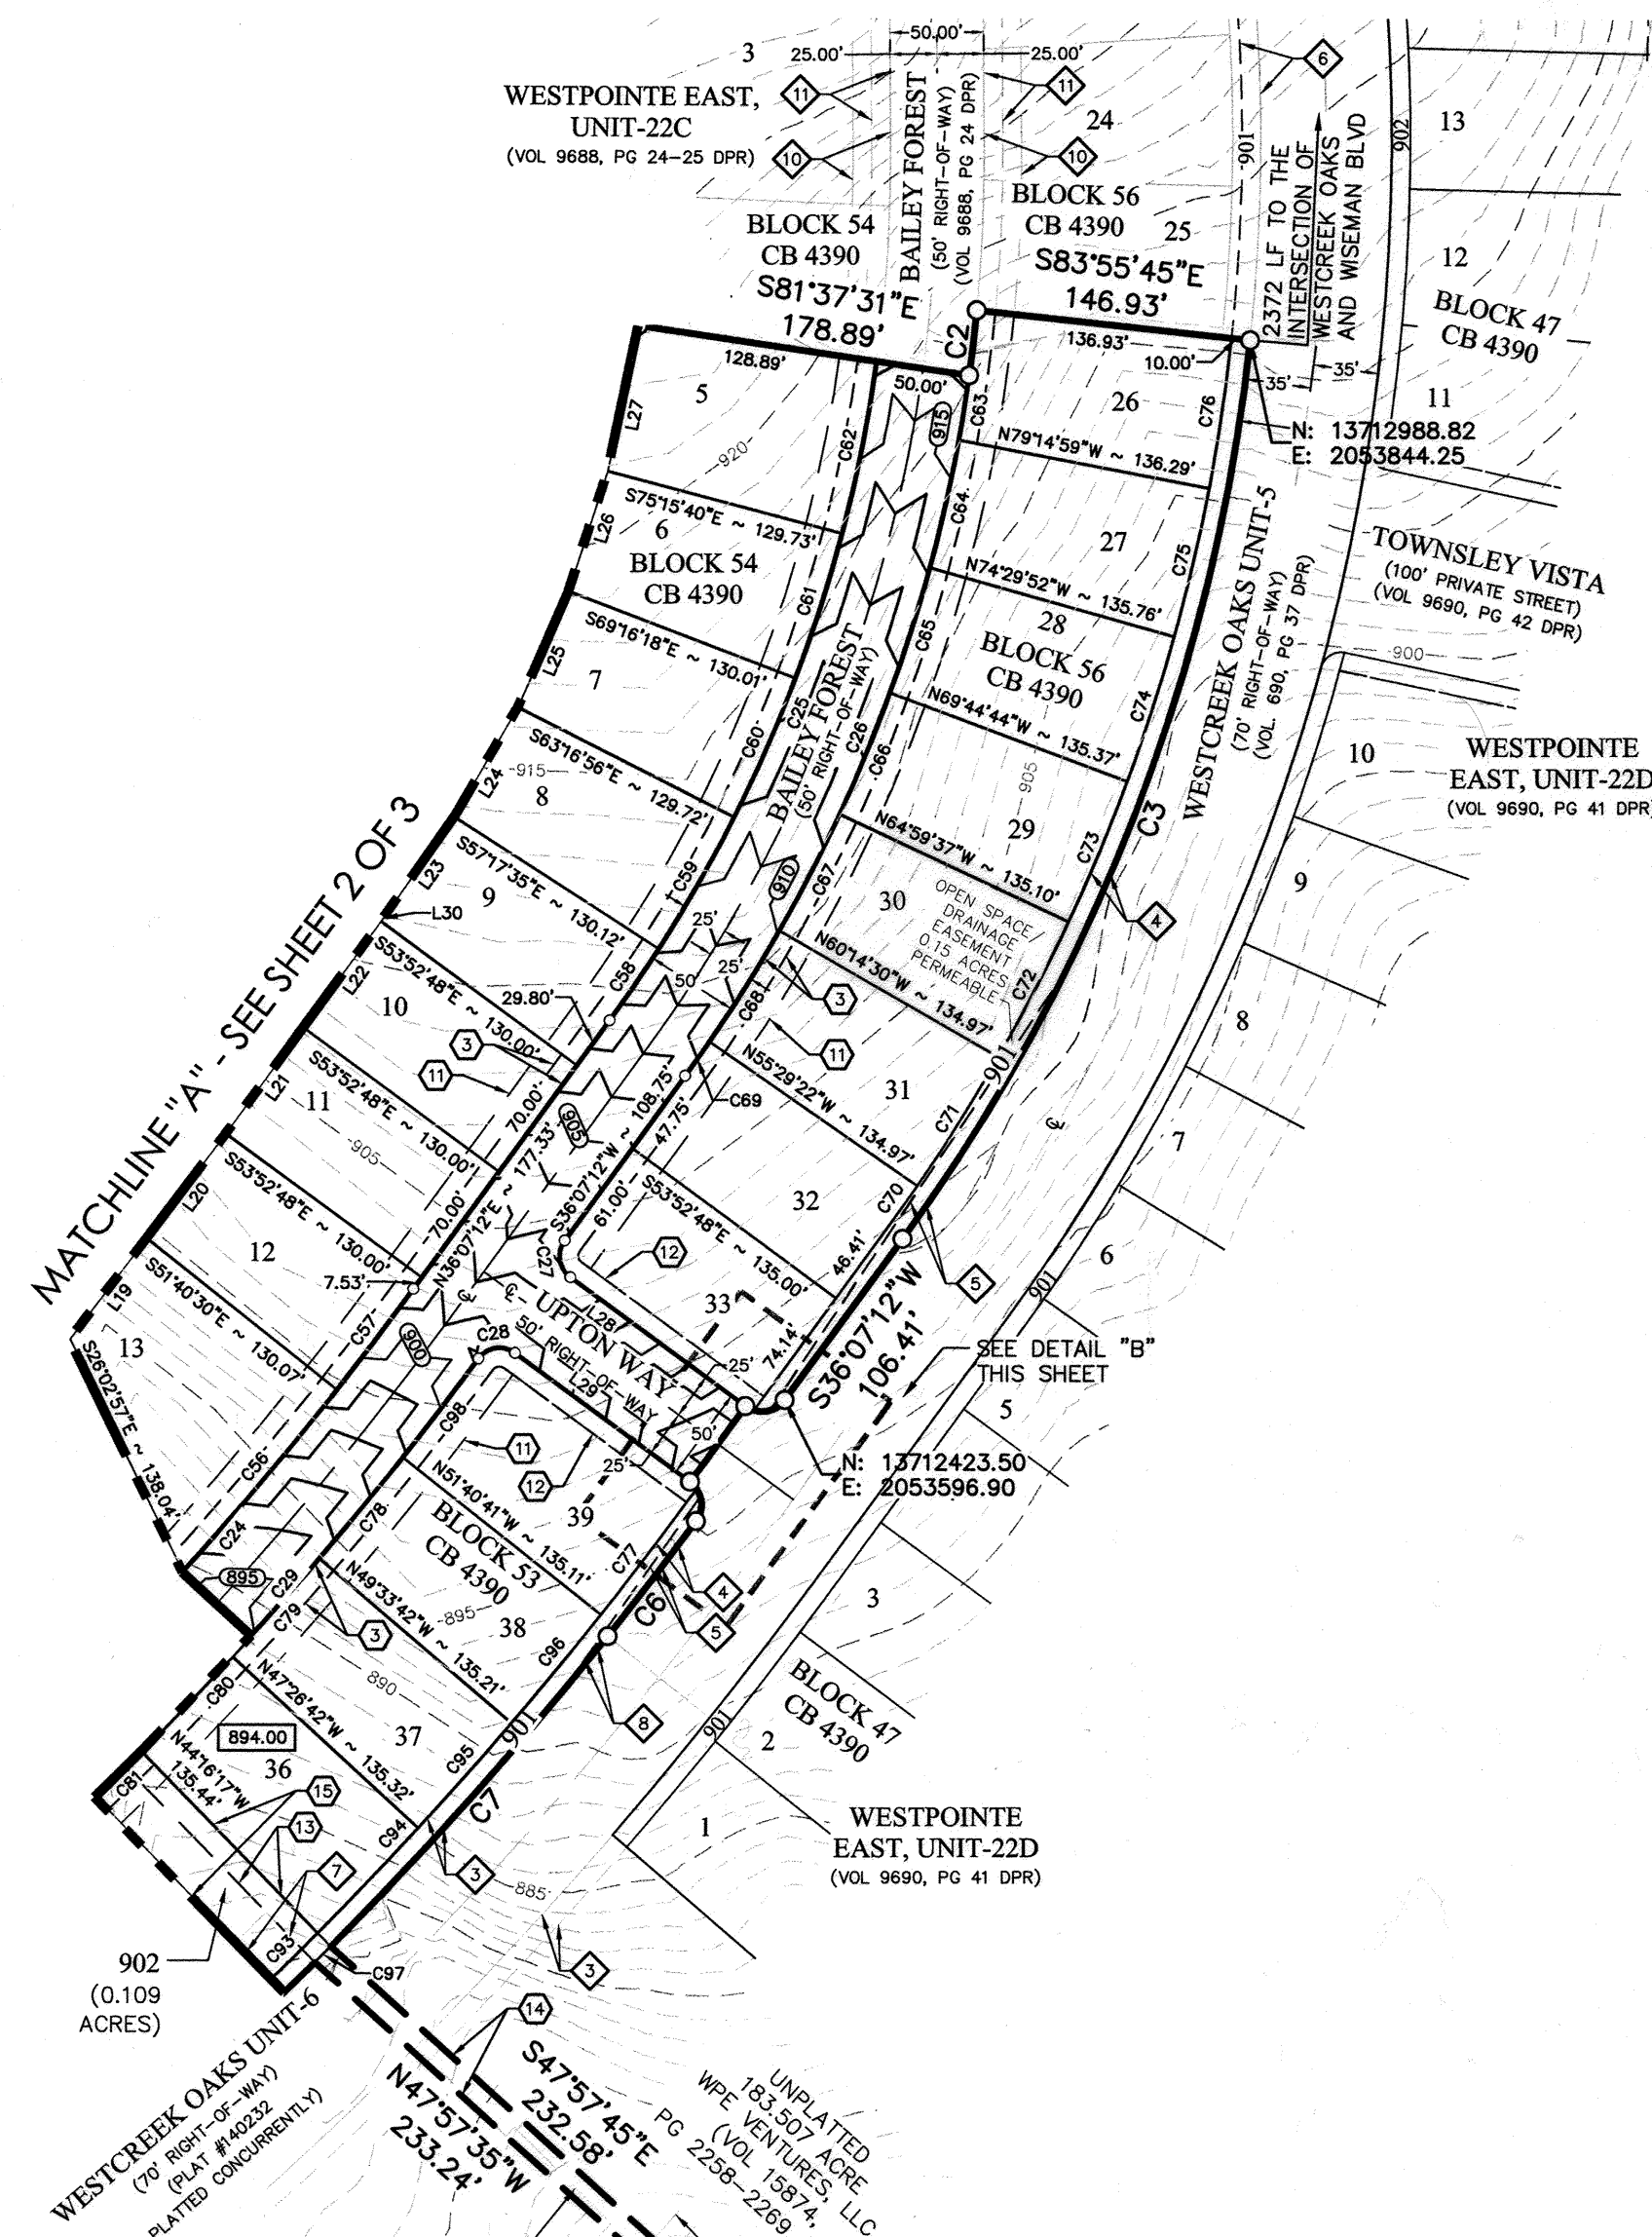 50.00'
25.00'
25.00'
3
WESTPOINTE EAST,
UNIT-22C
(VOL 9688, PG 24-25 DPR)
11
10
11
10
BAILEY FOREST
(50' RIGHT-OF-WAY)
(VOL 9688, PG 24 DPR)
24
BLOCK 56
CB 4390
25
BLOCK 54
CB 4390
S81°37'31"E
178.89'
S83°55'45"E
146.93'
6
901
2372 LF TO THE
INTERSECTION OF
WESTCREEK OAKS
AND WISEMAN BLVD
902
13
12
BLOCK 47
CB 4390
11
C2
136.93'
10.00'
35'
35'
128.89'
50.00'
5
L27
920
C62
915
C63
26
C76
N: 13712988.82
E: 2053844.25
N79°14'59"W ~ 136.29'
S75°15'40"E ~ 129.73'
L26
6
BLOCK 54
CB 4390
C61
C64
27
C75
WESTCREEK OAKS UNIT-5
(70' RIGHT-OF-WAY)
(VOL. 690, PG 37 DPR)
TOWNSLEY VISTA
(100' PRIVATE STREET)
(VOL 9690, PG 42 DPR)
900
N74°29'52"W ~ 135.76'
28
BLOCK 56
CB 4390
C65
C74
S69°16'18"E ~ 130.01'
L25
7
C60
C25
BAILEY FOREST
(50' RIGHT-OF-WAY)
C26
C66
N69°44'44"W ~ 135.37'
905
29
C73
C3
10
WESTPOINTE
EAST, UNIT-22D
(VOL 9690, PG 41 DPR)
S63°16'56"E ~ 129.72'
L24
915
8
C59
910
C67
N64°59'37"W ~ 135.10'
30
OPEN SPACE/
DRAINAGE
EASEMENT
0.15 ACRES
PERMEABLE
C72
4
9
MATCHLINE "A" - SEE SHEET 2 OF 3
L23
S57°17'35"E ~ 130.12'
9
L30
25'
50'
25'
C58
C68
N60°14'30"W ~ 134.97'
3
11
8
L22
S53°52'48"E ~ 130.00'
10
29.80'
3
11
901
31
C71
℄
C69
N55°29'22"W ~ 134.97'
7
L21
S53°52'48"E ~ 130.00'
11
905
70.00'
905
177.33'
108.75'
47.75'
S36°07'12"W ~
61.00'
S53°52'48"E ~ 135.00'
32
C70
46.41'
5
6
901
L20
S53°52'48"E ~ 130.00'
12
70.00'
N36°07'12"E ~
7.53'
C27
12
33
℄
℄
UPTON WAY
50' RIGHT-OF-WAY
L28
L29
25'
74.14'
S36°07'12"W
106.41'
SEE DETAIL "B"
THIS SHEET
5
L19
S51°40'30"E ~ 130.07'
13
C57
900
C28
C98
50'
25'
N: 13712423.50
E: 2053596.90
S26°02'57"E ~ 138.04'
C56
11
12
39
N51°40'41"W ~ 135.11'
BLOCK 53
CB 4390
C78
C77
C6
4
5
3
C24
895
C29
C79
N49°33'42"W ~ 135.21'
895
38
C96
3
8
BLOCK 47
CB 4390
2
901
C80
N47°26'42"W ~ 135.32'
890
37
901
C95
C7
894.00
36
N44°16'17"W
135.44'
C81
15
13
7
C94
3
885
1
WESTPOINTE
EAST, UNIT-22D
(VOL 9690, PG 41 DPR)
902
(0.109
ACRES)
C93
C97
3
14
WESTCREEK OAKS UNIT-6
(70' RIGHT-OF-WAY)
(PLAT #140232
PLATTED CONCURRENTLY)
S47°57'45"E
232.58'
N47°57'35"W
233.24'
UNPLATTED
183.507 ACRE
WPE VENTURES, LLC
(VOL 15874,
PG 2258-2269